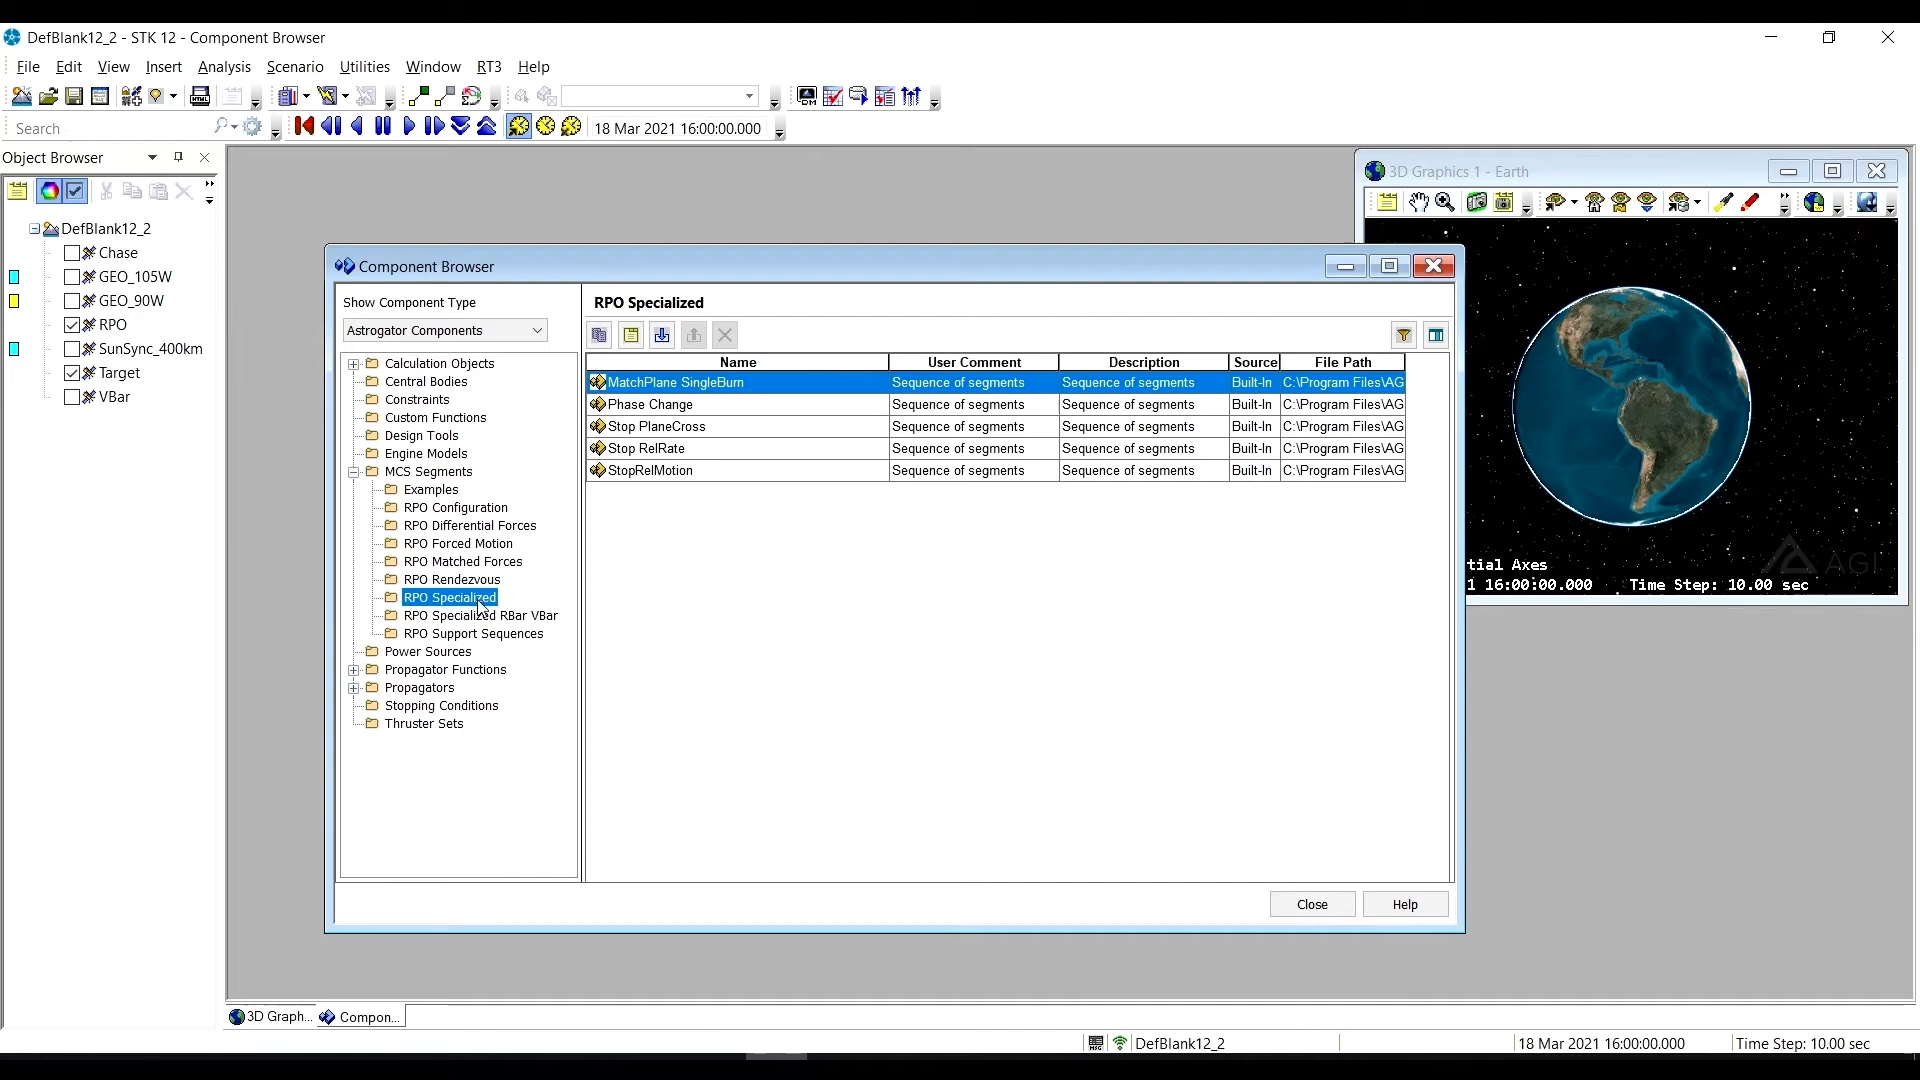 DefBlank12_2 - STK 12 - Component Browser
File Edit View Insert Analysis Scenario Utilities Window RT3 Help
Search
18 Mar 2021 16:00:00.000
Object Browser
DefBlank12_2
Chase
GEO_105W
GEO_90W
RPO
SunSync_400km
Target
VBar
3D Graphics 1 - Earth
AGI
tial Axes
1 16:00:00.000 Time Step: 10.00 sec
Component Browser
Show Component Type
Astrogator Components
Calculation Objects
Central Bodies
Constraints
Custom Functions
Design Tools
Engine Models
MCS Segments
Examples
RPO Configuration
RPO Differential Forces
RPO Forced Motion
RPO Matched Forces
RPO Rendezvous
RPO Specialized
RPO Specialized RBar VBar
RPO Support Sequences
Power Sources
Propagator Functions
Propagators
Stopping Conditions
Thruster Sets
RPO Specialized
Name User Comment Description Source File Path
MatchPlane SingleBurn Sequence of segments Sequence of segments Built-In C:\Program Files\AG
Phase Change Sequence of segments Sequence of segments Built-In C:\Program Files\AG
Stop PlaneCross Sequence of segments Sequence of segments Built-In C:\Program Files\AG
Stop RelRate Sequence of segments Sequence of segments Built-In C:\Program Files\AG
StopRelMotion Sequence of segments Sequence of segments Built-In C:\Program Files\AG
Close Help
3D Graph... Compon...
DefBlank12_2 18 Mar 2021 16:00:00.000 Time Step: 10.00 sec